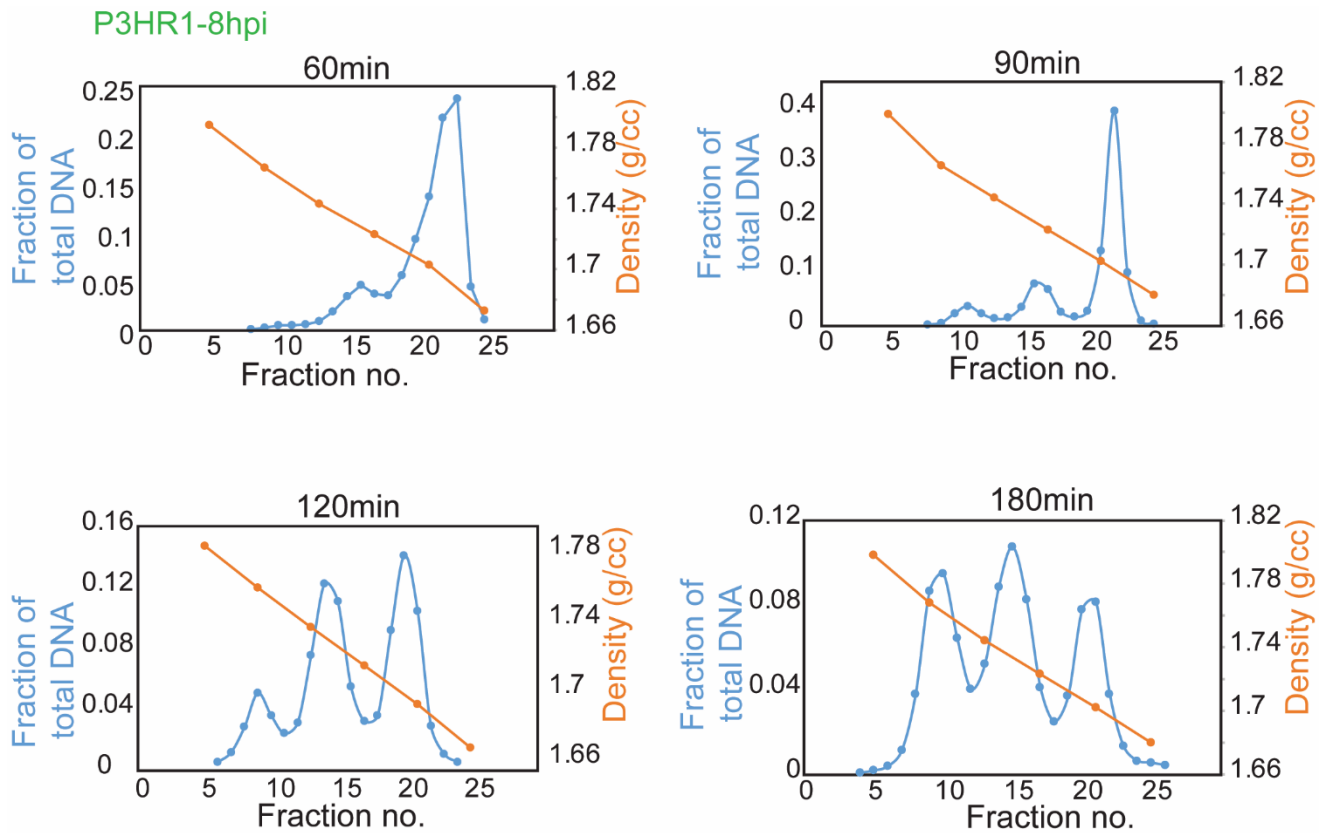 P3HR1-8hpi
60min
Fraction of
total DNA
0.25
0.2
0.15
0.1
0.05
0
1.82
1.78
1.74
1.7
1.66
Density (g/cc)
0 5 10 15 20 25
Fraction no.
90min
Fraction of
total DNA
0.4
0.3
0.2
0.1
0
1.82
1.78
1.74
1.7
1.66
Density (g/cc)
0 5 10 15 20 25
Fraction no.
120min
Fraction of
total DNA
0.16
0.12
0.08
0.04
0
1.78
1.74
1.7
1.66
Density (g/cc)
0 5 10 15 20 25
Fraction no.
180min
Fraction of
total DNA
0.12
0.08
0.04
0
1.82
1.78
1.74
1.7
1.66
Density (g/cc)
0 5 10 15 20 25
Fraction no.